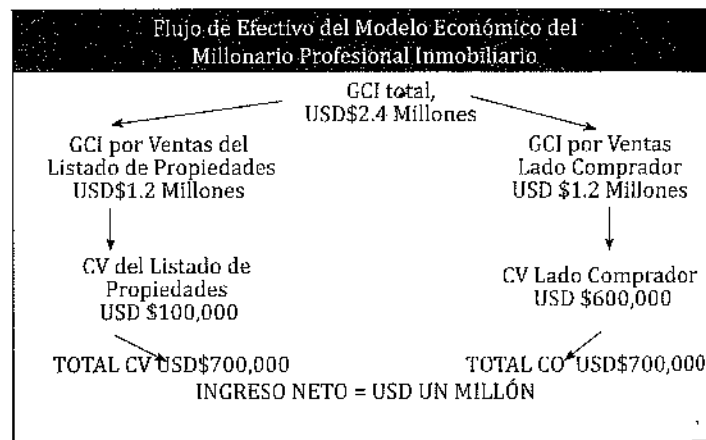 Flujo de Efectivo del Modelo Económico del
Millonario Profesional Inmobiliario
GCI total,
USD$2.4 Millones
GCI por Ventas del
Listado de Propiedades
USD$1.2 Millones
GCI por Ventas
Lado Comprador
USD $1.2 Millones
CV del Listado de
Propiedades
USD $100,000
CV Lado Comprador
USD $600,000
TOTAL CV USD$700,000
TOTAL CO USD$700,000
INGRESO NETO = USD UN MILLÓN